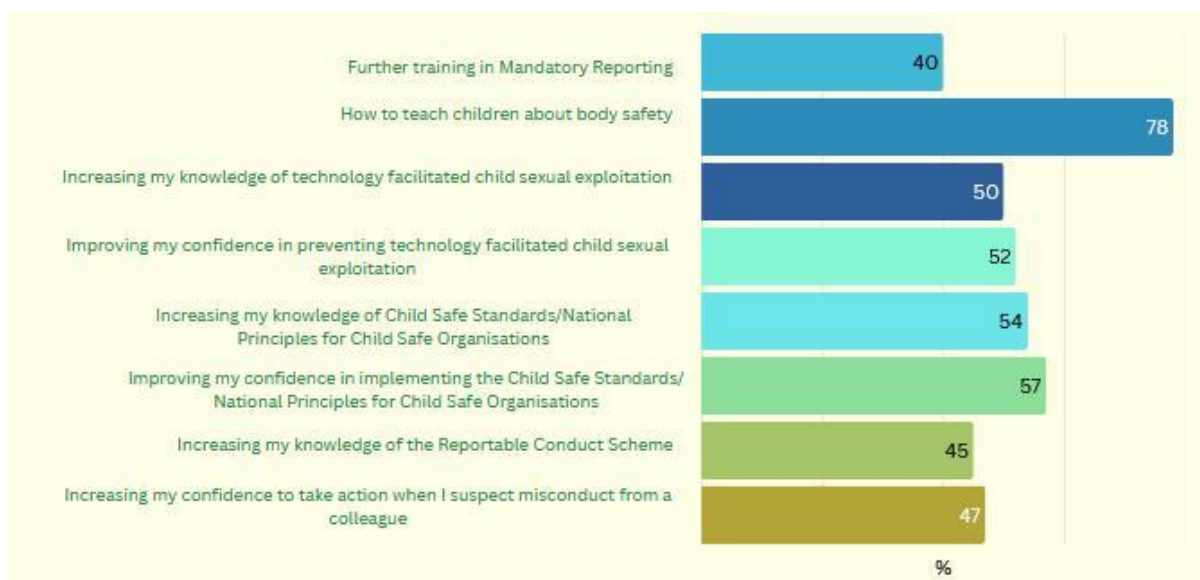 Further training in Mandatory Reporting
40
How to teach children about body safety
78
Increasing my knowledge of technology facilitated child sexual exploitation
50
Improving my confidence in preventing technology facilitated child sexual
exploitation
52
Increasing my knowledge of Child Safe Standards/National
Principles for Child Safe Organisations
54
Improving my confidence in implementing the Child Safe Standards/
National Principles for Child Safe Organisations
57
Increasing my knowledge of the Reportable Conduct Scheme
45
Increasing my confidence to take action when I suspect misconduct from a
colleague
47
%